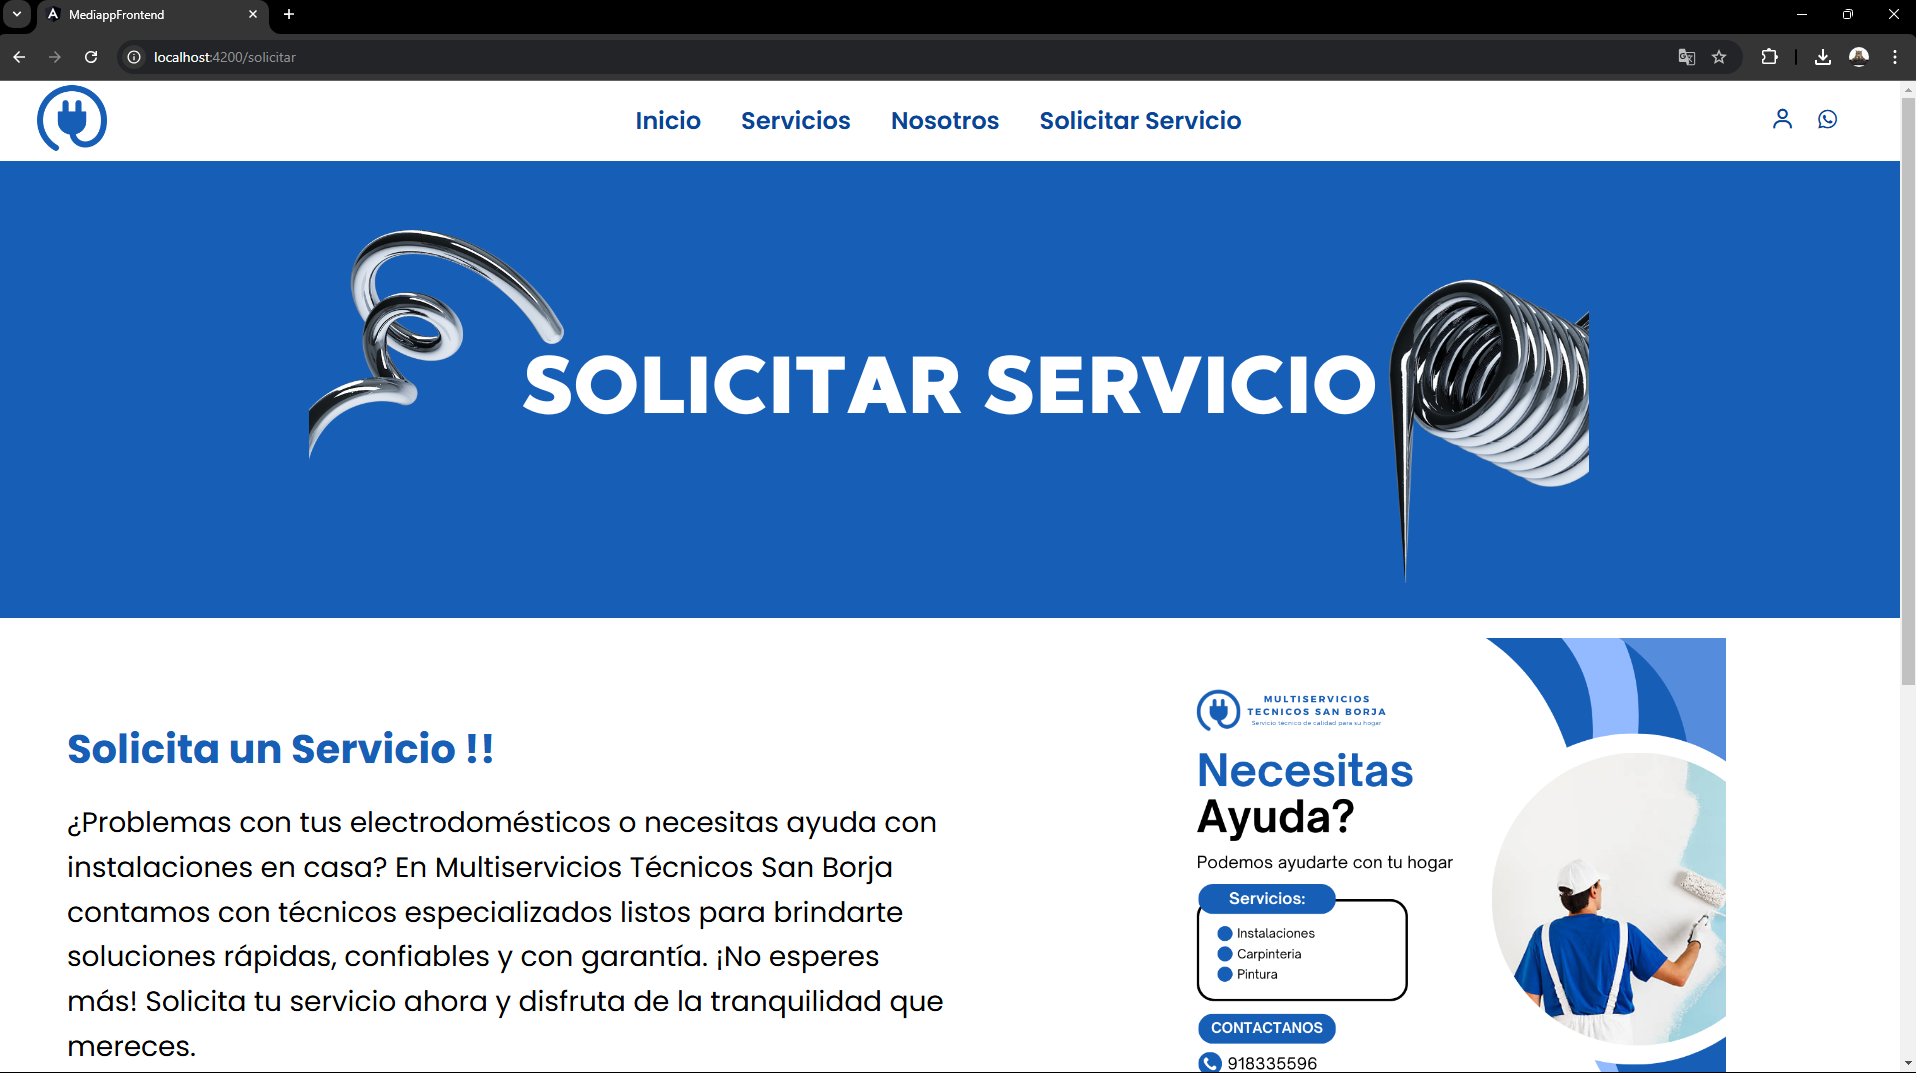 MediappFrontend
localhost:4200/solicitar
Inicio
Servicios
Nosotros
Solicitar Servicio
SOLICITAR SERVICIO
Solicita un Servicio !!
¿Problemas con tus electrodomésticos o necesitas ayuda con
instalaciones en casa? En Multiservicios Técnicos San Borja
contamos con técnicos especializados listos para brindarte
soluciones rápidas, confiables y con garantía. ¡No esperes
más! Solicita tu servicio ahora y disfruta de la tranquilidad que
mereces.
MULTISERVICIOS
TECNICOS SAN BORJA
Servicio tecnico de calidad para su hogar
Necesitas
Ayuda?
Podemos ayudarte con tu hogar
Servicios:
Instalaciones
Carpinteria
Pintura
CONTACTANOS
918335596